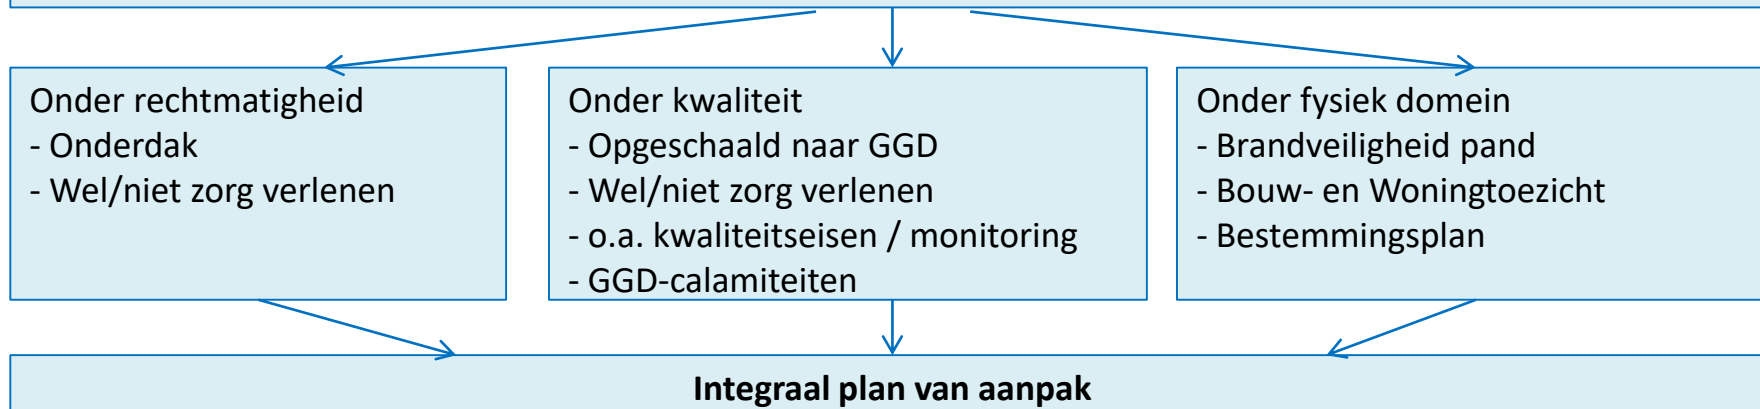 Onder rechtmatigheid
- Onderdak
- Wel/niet zorg verlenen
Onder kwaliteit
- Opgeschaald naar GGD
- Wel/niet zorg verlenen
- o.a. kwaliteitseisen / monitoring
- GGD-calamiteiten
Onder fysiek domein
- Brandveiligheid pand
- Bouw- en Woningtoezicht
- Bestemmingsplan
Integraal plan van aanpak